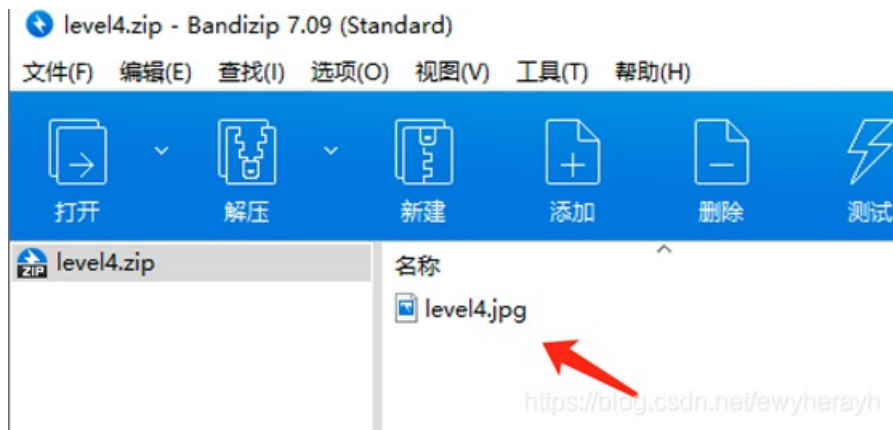 level4.zip - Bandizip 7.09 (Standard)
文件(F) 编辑(E) 查找(I) 选项(O) 视图(V) 工具(T) 帮助(H)
打开 解压 新建 添加 删除 测试
level4.zip
ZIP
名称
level4.jpg
https://blog.csdn.net/ewyherayh